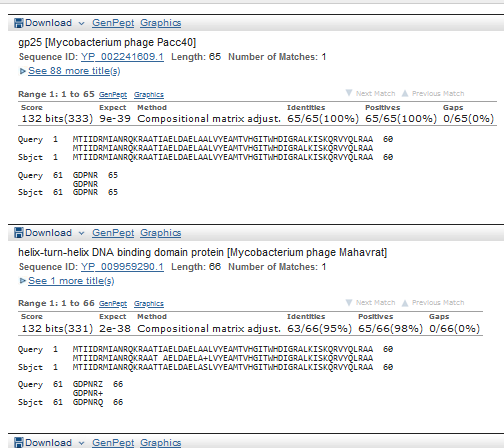 Download GenPept Graphics
gp25 [Mycobacterium phage Pacc40]
Sequence ID: YP_002241609.1 Length: 65 Number of Matches: 1
See 88 more title(s)
Range 1: 1 to 65 GenPept Graphics Next Match Previous Match
Score Expect Method Identities Positives Gaps
132 bits(333) 9e-39 Compositional matrix adjust. 65/65(100%) 65/65(100%) 0/65(0%)
Query 1 MTIIDRMIANRQKRAATIAELDAELAALVYEAMTVHGITWHDIGRALKISKQRVYQLRAA 60
MTIIDRMIANRQKRAATIAELDAELAALVYEAMTVHGITWHDIGRALKISKQRVYQLRAA
Sbjct 1 MTIIDRMIANRQKRAATIAELDAELAALVYEAMTVHGITWHDIGRALKISKQRVYQLRAA 60
Query 61 GDPNR 65
GDPNR
Sbjct 61 GDPNR 65
Download GenPept Graphics
helix-turn-helix DNA binding domain protein [Mycobacterium phage Mahavrat]
Sequence ID: YP_009959290.1 Length: 66 Number of Matches: 1
See 1 more title(s)
Range 1: 1 to 66 GenPept Graphics Next Match Previous Match
Score Expect Method Identities Positives Gaps
132 bits(331) 2e-38 Compositional matrix adjust. 63/66(95%) 65/66(98%) 0/66(0%)
Query 1 MTIIDRMIANRQKRAATIAELDAELAALVYEAMTVHGITWHDIGRALKISKQRVYQLRAA 60
MTIIDRMIANRQKRAAT AELDAELA+LVYEAMTVHGITWHDIGRALKISKQRVYQLRAA
Sbjct 1 MTIIDRMIANRQKRAATTAELDAELASLVYEAMTVHGITWHDIGRALKISKQRVYQLRAA 60
Query 61 GDPNRZ 66
GDPNR+
Sbjct 61 GDPNRQ 66
Download GenPept Graphics